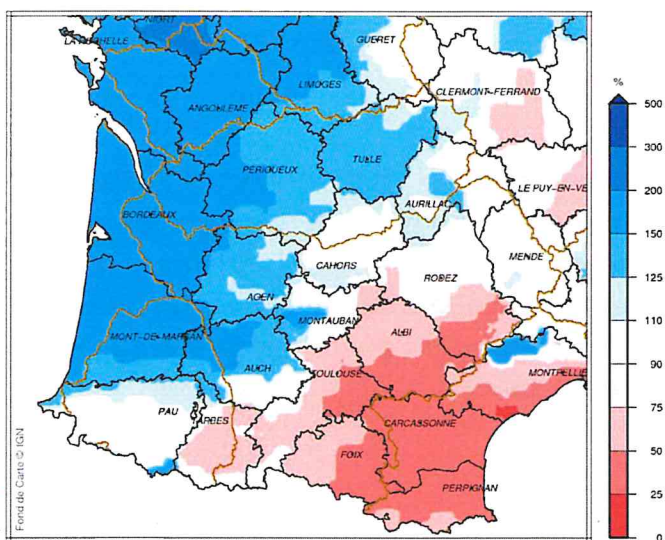 NIORT
LA ROCHELLE
GUERET
LIMOGES
CLERMONT-FERRAND
ANGOULEME
PERIGUEUX
TULLE
LE PUY-EN-VE
AURILLAC
BORDEAUX
MENDE
CAHORS
RODEZ
AGEN
MONTAUBAN
ALBI
MONT-DE-MARSAN
AUCH
TOULOUSE
MONTPELLIE
PAU
TARBES
CARCASSONNE
FOIX
PERPIGNAN
Fond de Carte © IGN
%
500
300
200
150
125
110
90
75
50
25
0